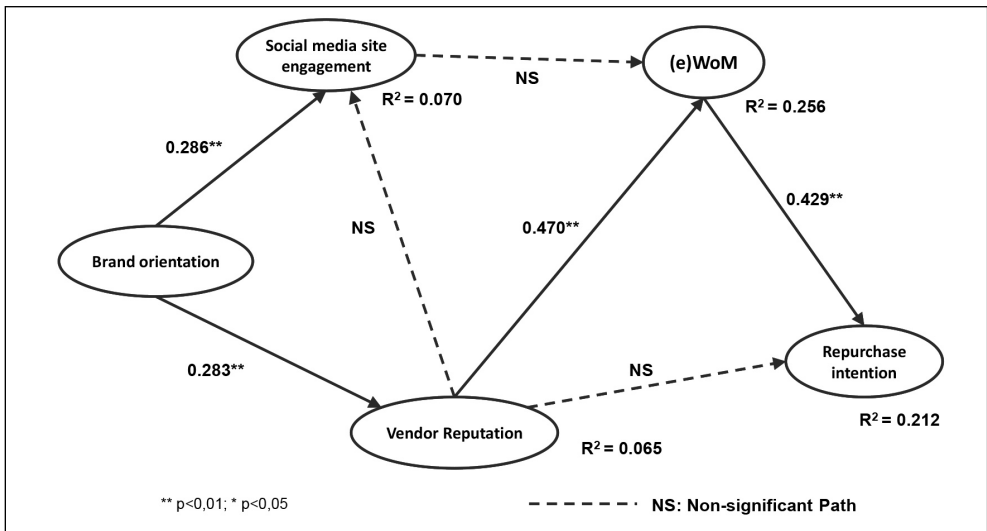 Social media site
engagement
(e)WoM
NS
R² = 0.070
R² = 0.256
0.286**
NS
0.470**
0.429**
Brand orientation
0.283**
NS
Repurchase
intention
Vendor Reputation
R² = 0.065
R² = 0.212
** p<0,01; * p<0,05
NS: Non-significant Path